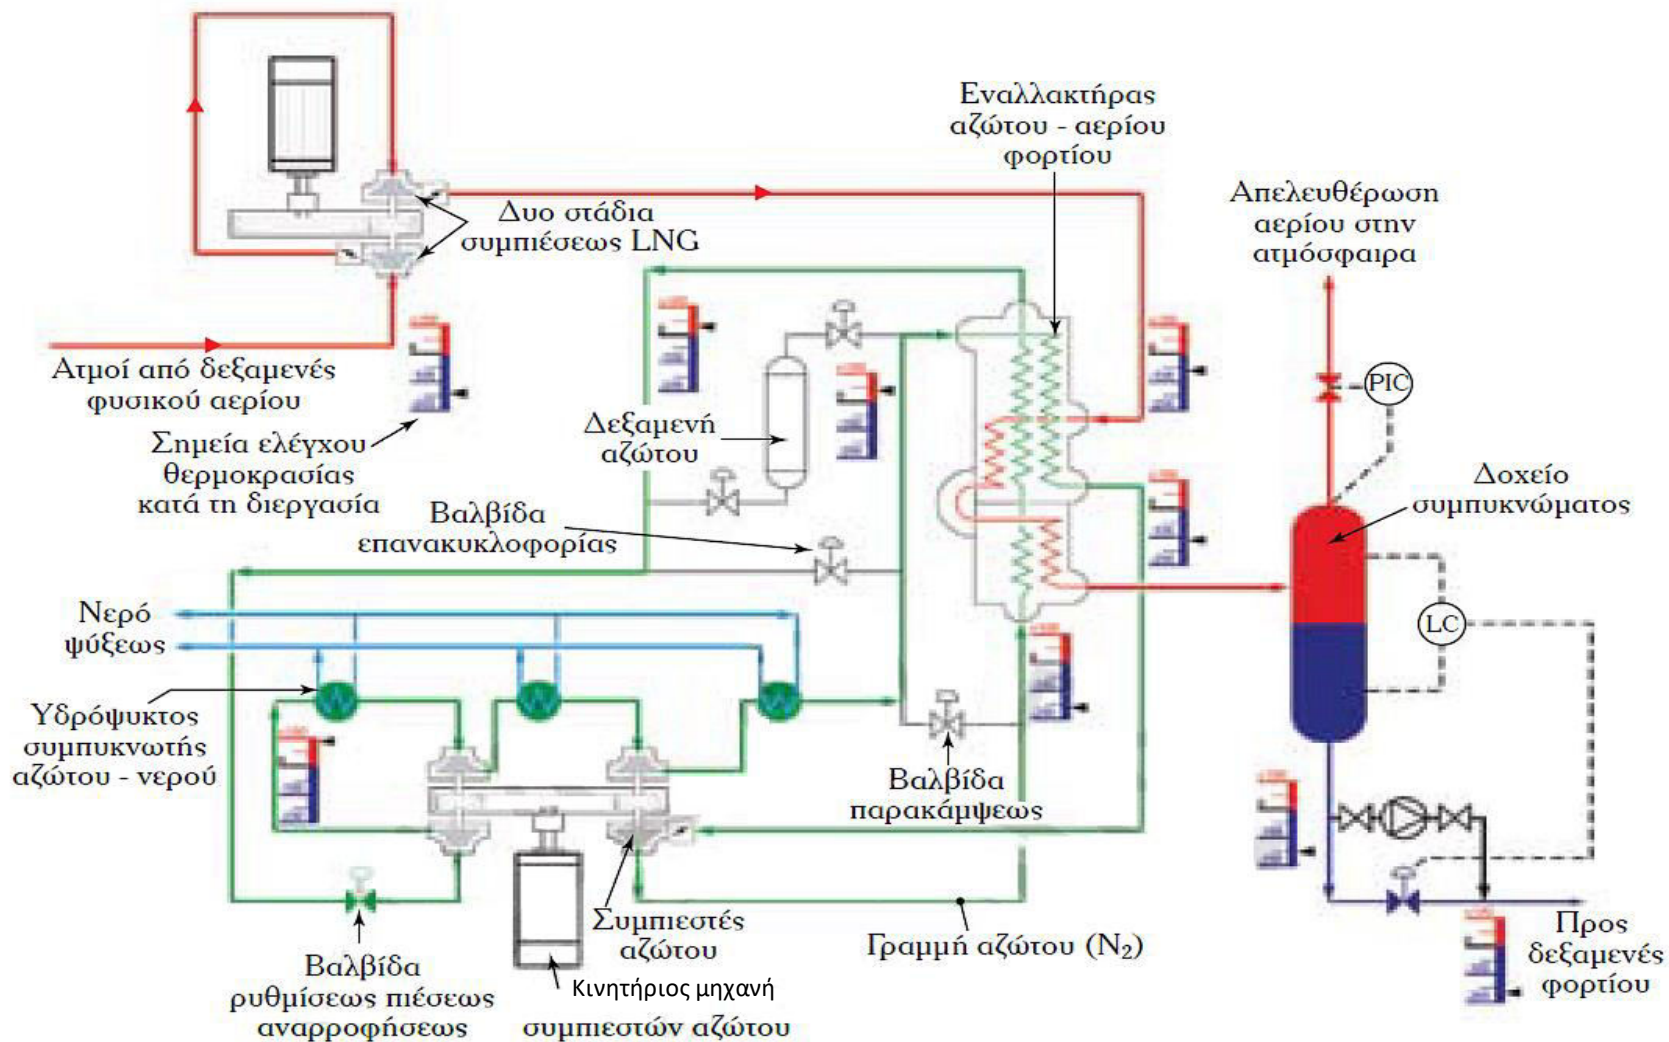 Εναλλακτήρας
αζώτου - αερίου
φορτίου
Απελευθέρωση
αερίου στην
ατμόσφαιρα
Δυο στάδια
συμπιέσεως LNG
Ατμοί από δεξαμενές
φυσικού αερίου
PIC
Σημεία ελέγχου
θερμοκρασίας
κατά τη διεργασία
Δεξαμενή
αζώτου
Δοχείο
συμπυκνώματος
Βαλβίδα
επανακυκλοφορίας
Νερό
ψύξεως
LC
Υδρόψυκτος
συμπυκνωτής
αζώτου - νερού
Βαλβίδα
παρακάμψεως
Συμπιεστές
αζώτου
Γραμμή αζώτου (N₂)
Προς
δεξαμενές
φορτίου
Βαλβίδα
ρυθμίσεως πιέσεως
αναρροφήσεως
Κινητήριος μηχανή
συμπιεστών αζώτου